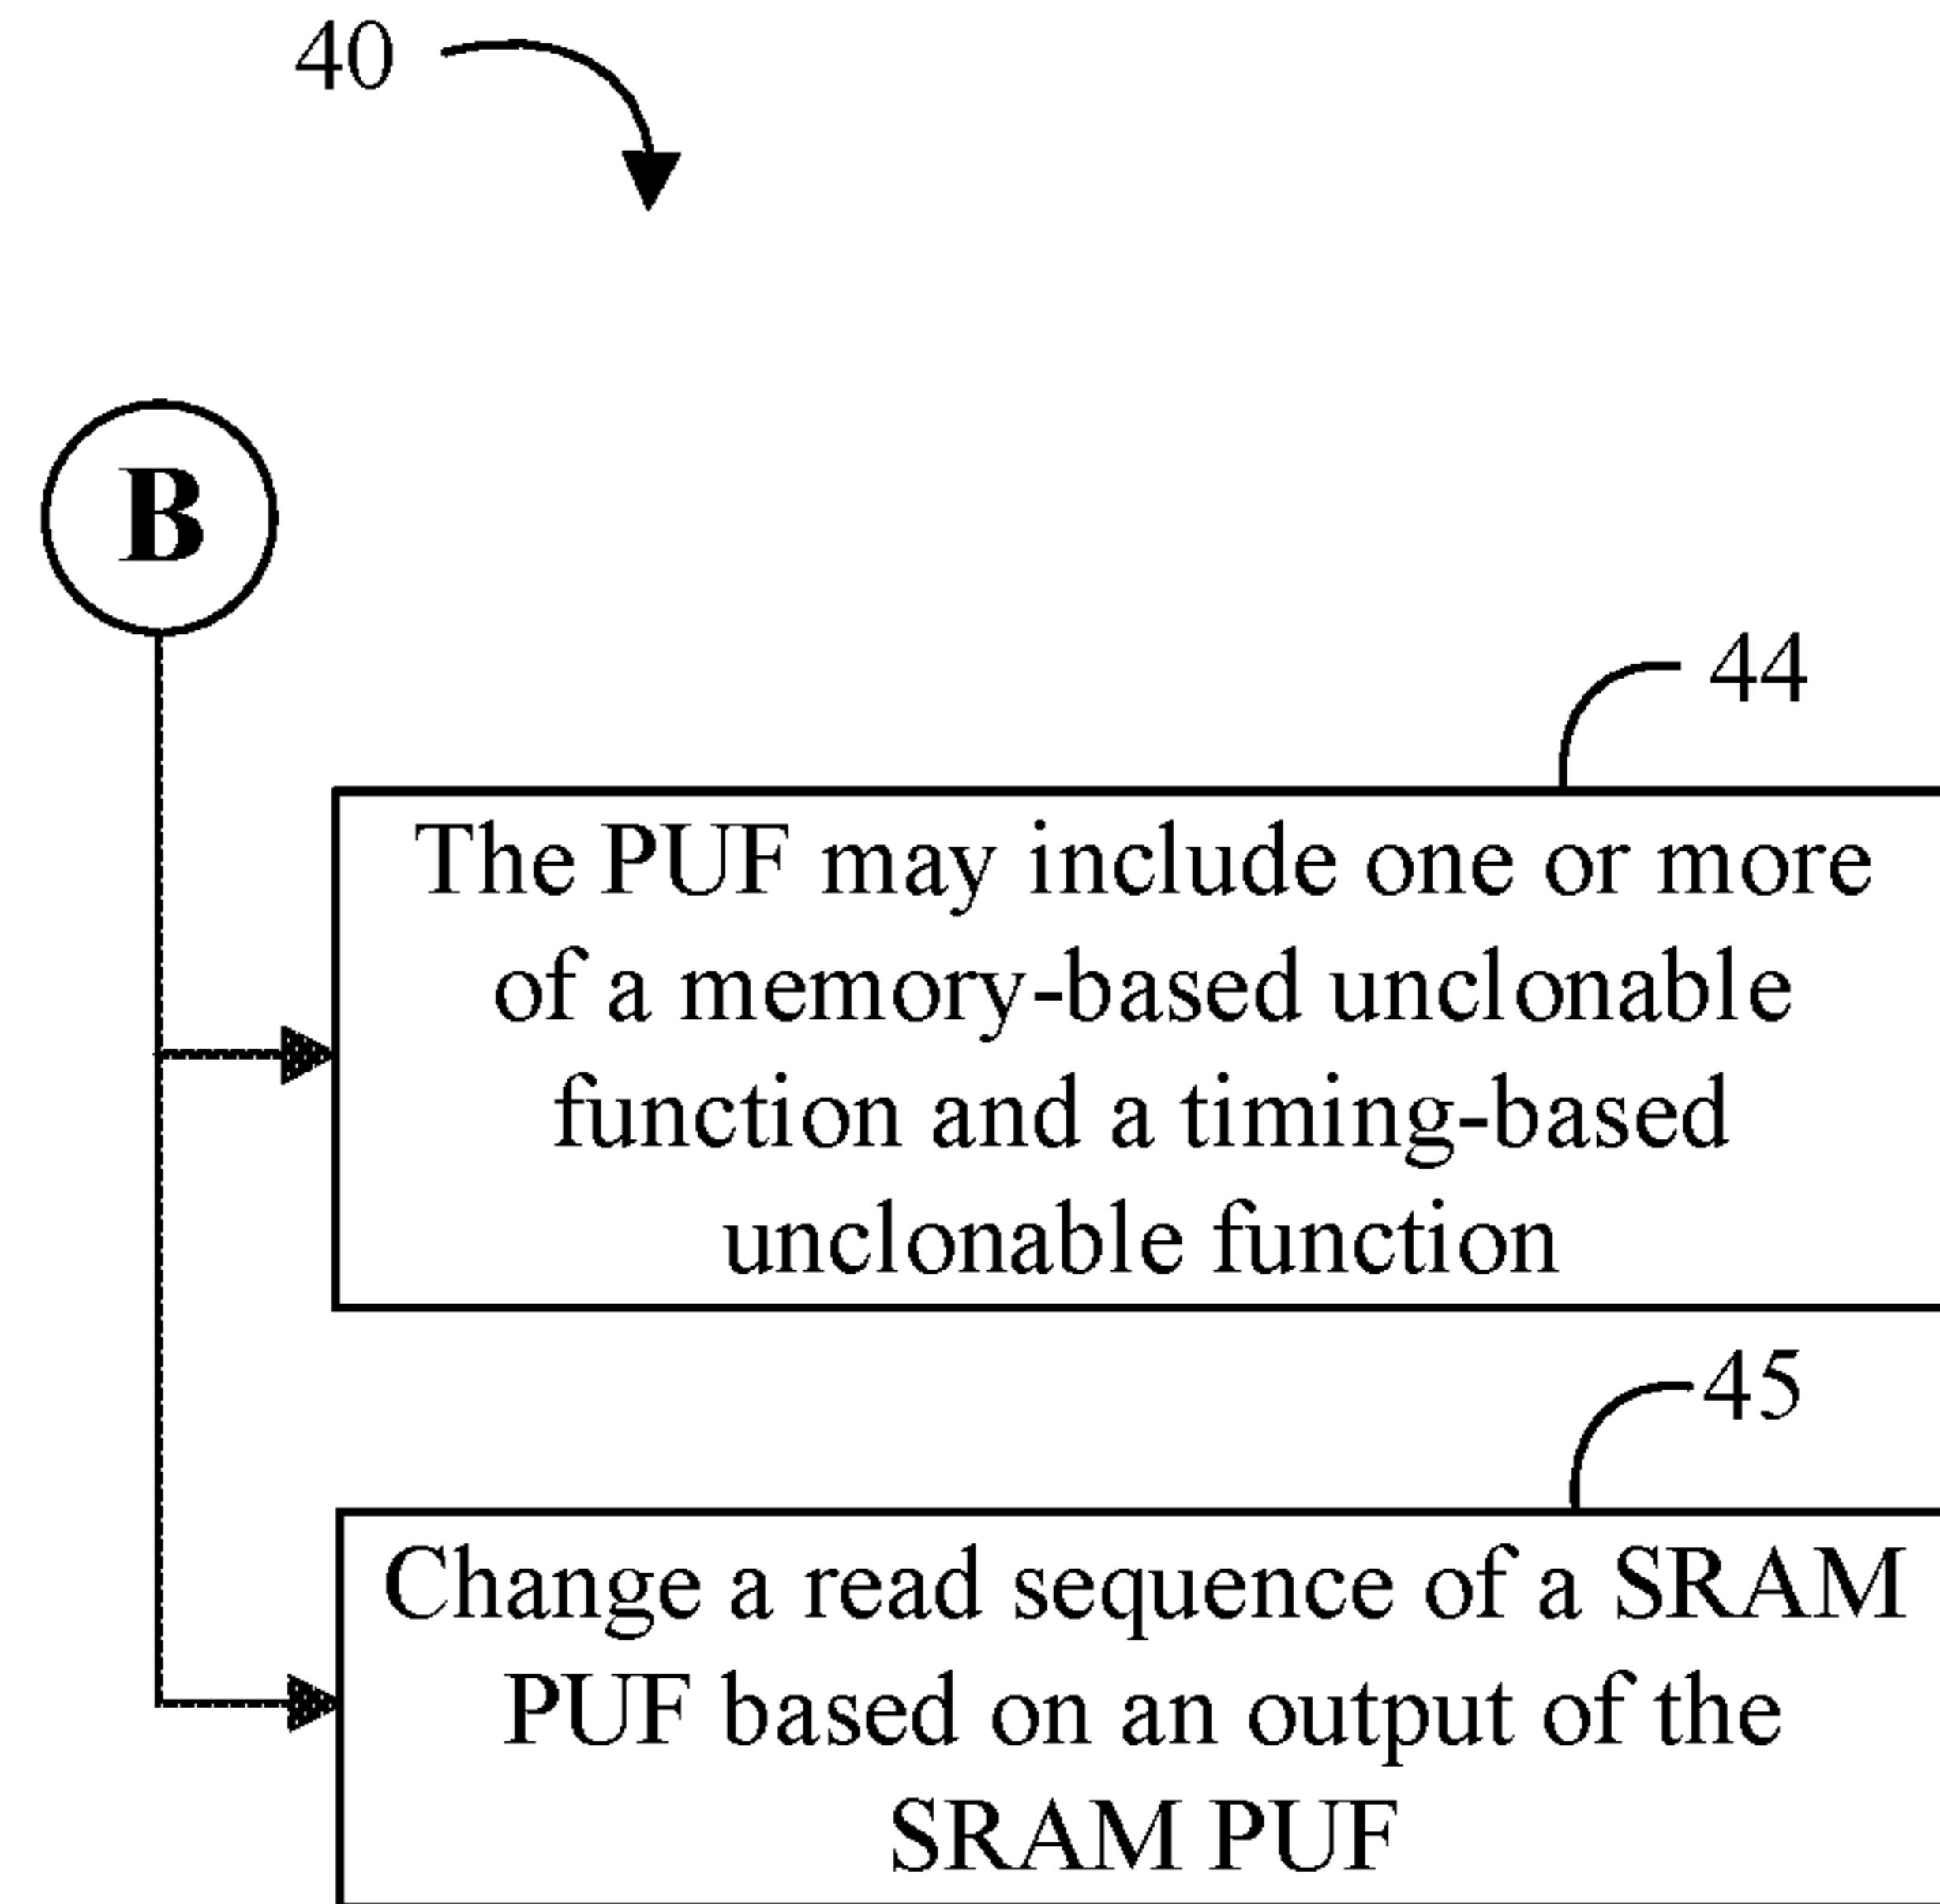 40
B
44
The PUF may include one or more
of a memory-based unclonable
function and a timing-based
unclonable function
45
Change a read sequence of a SRAM
PUF based on an output of the
SRAM PUF